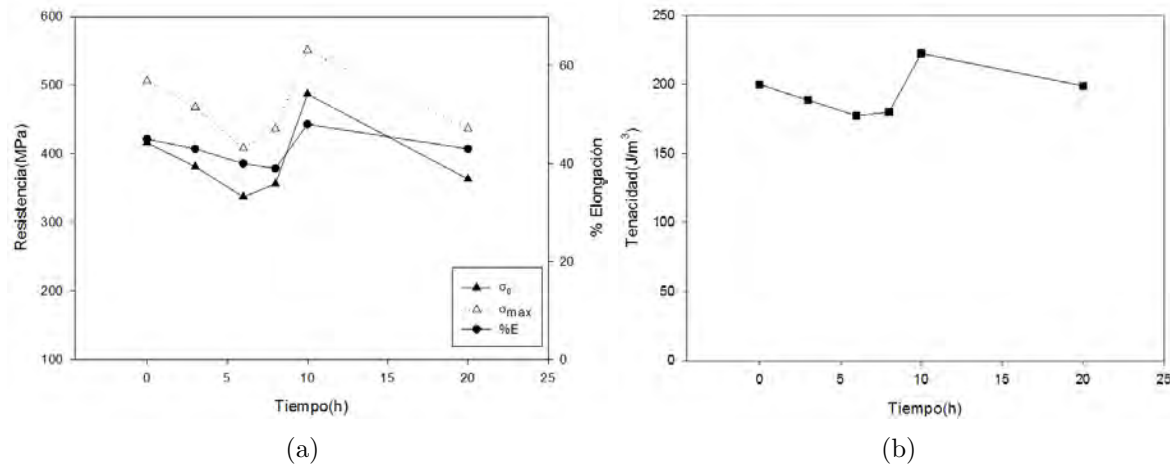 600
500
400
300
200
100
Resistencia(MPa)
60
40
20
0
% Elongación
σ₀
σmax
%E
0 5 10 15 20 25
Tiempo(h)
(a)
250
200
150
100
50
0
Tenacidad(J/m³)
0 5 10 15 20 25
Tiempo(h)
(b)